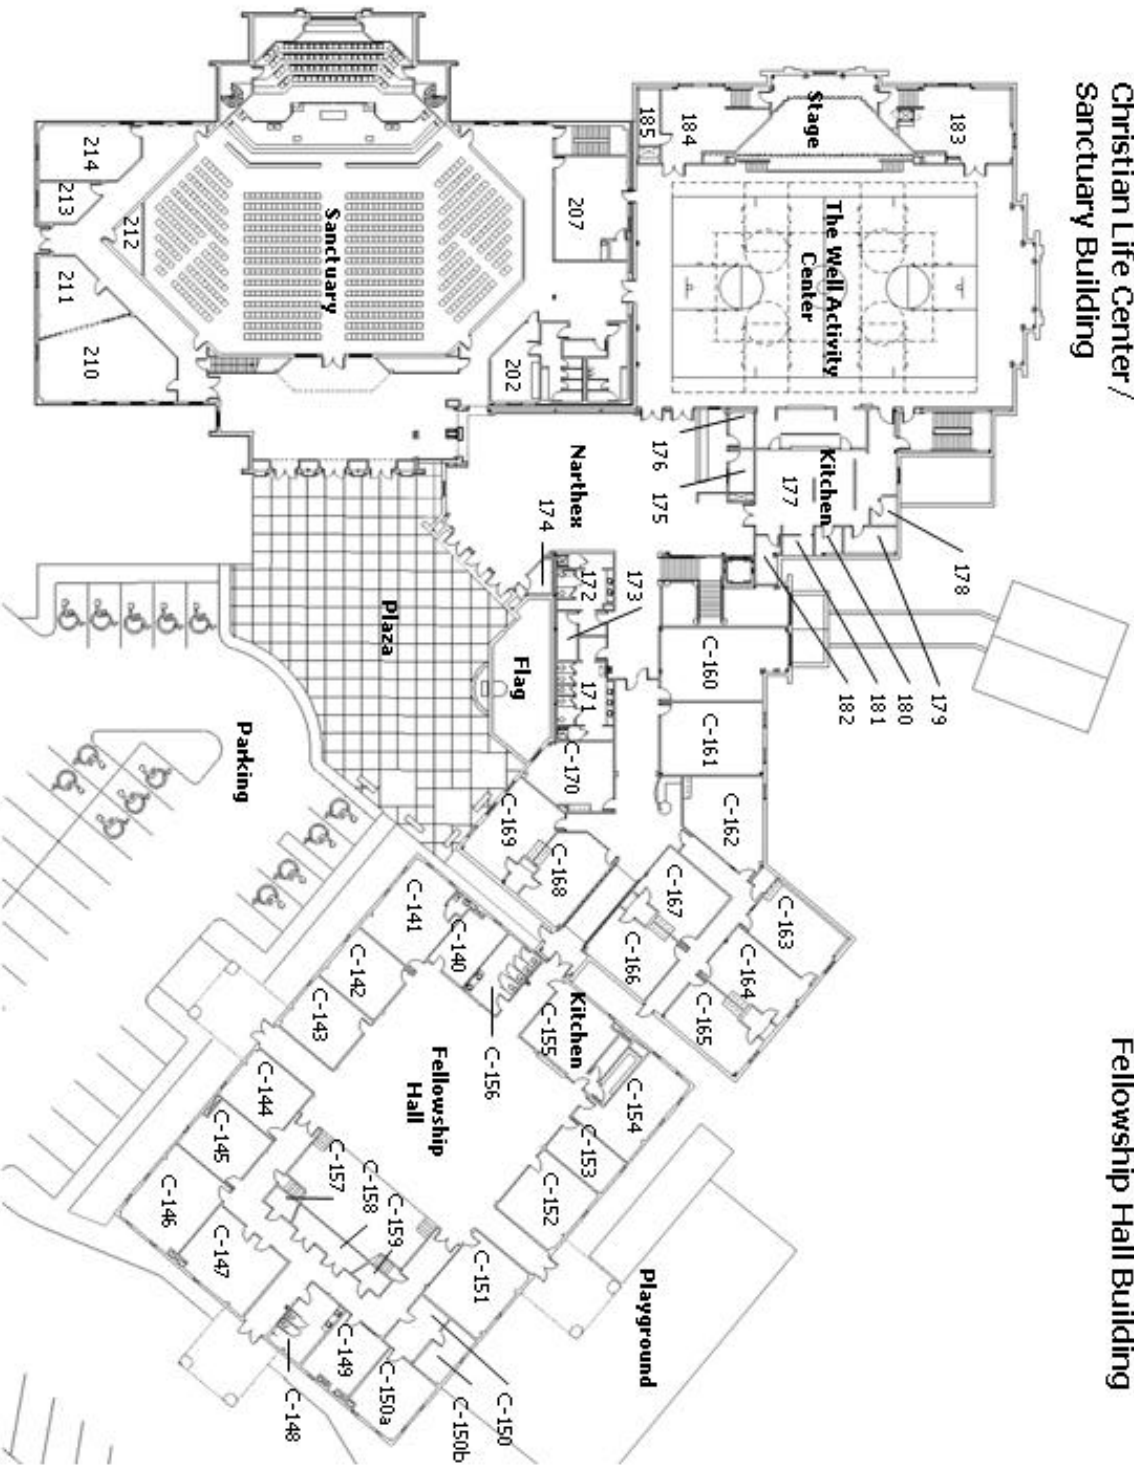 Christian Life Center /
Sanctuary Building
Fellowship Hall Building
183
Stage
184
185
The Well Activity
Center
207
Sanctuary
214
213
212
211
210
202
Kitchen
177
176
175
178
179
180
181
182
Narthex
174
172
173
171
Flag
Plaza
Parking
C-160
C-161
C-162
C-163
C-164
C-165
C-166
C-167
C-168
C-169
C-170
C-141
C-140
C-142
C-143
C-156
Kitchen
C-155
C-154
C-153
C-152
Fellowship
Hall
C-144
C-145
C-146
C-147
C-157
C-158
C-159
C-151
C-150
C-150b
C-150a
C-149
C-148
Playground